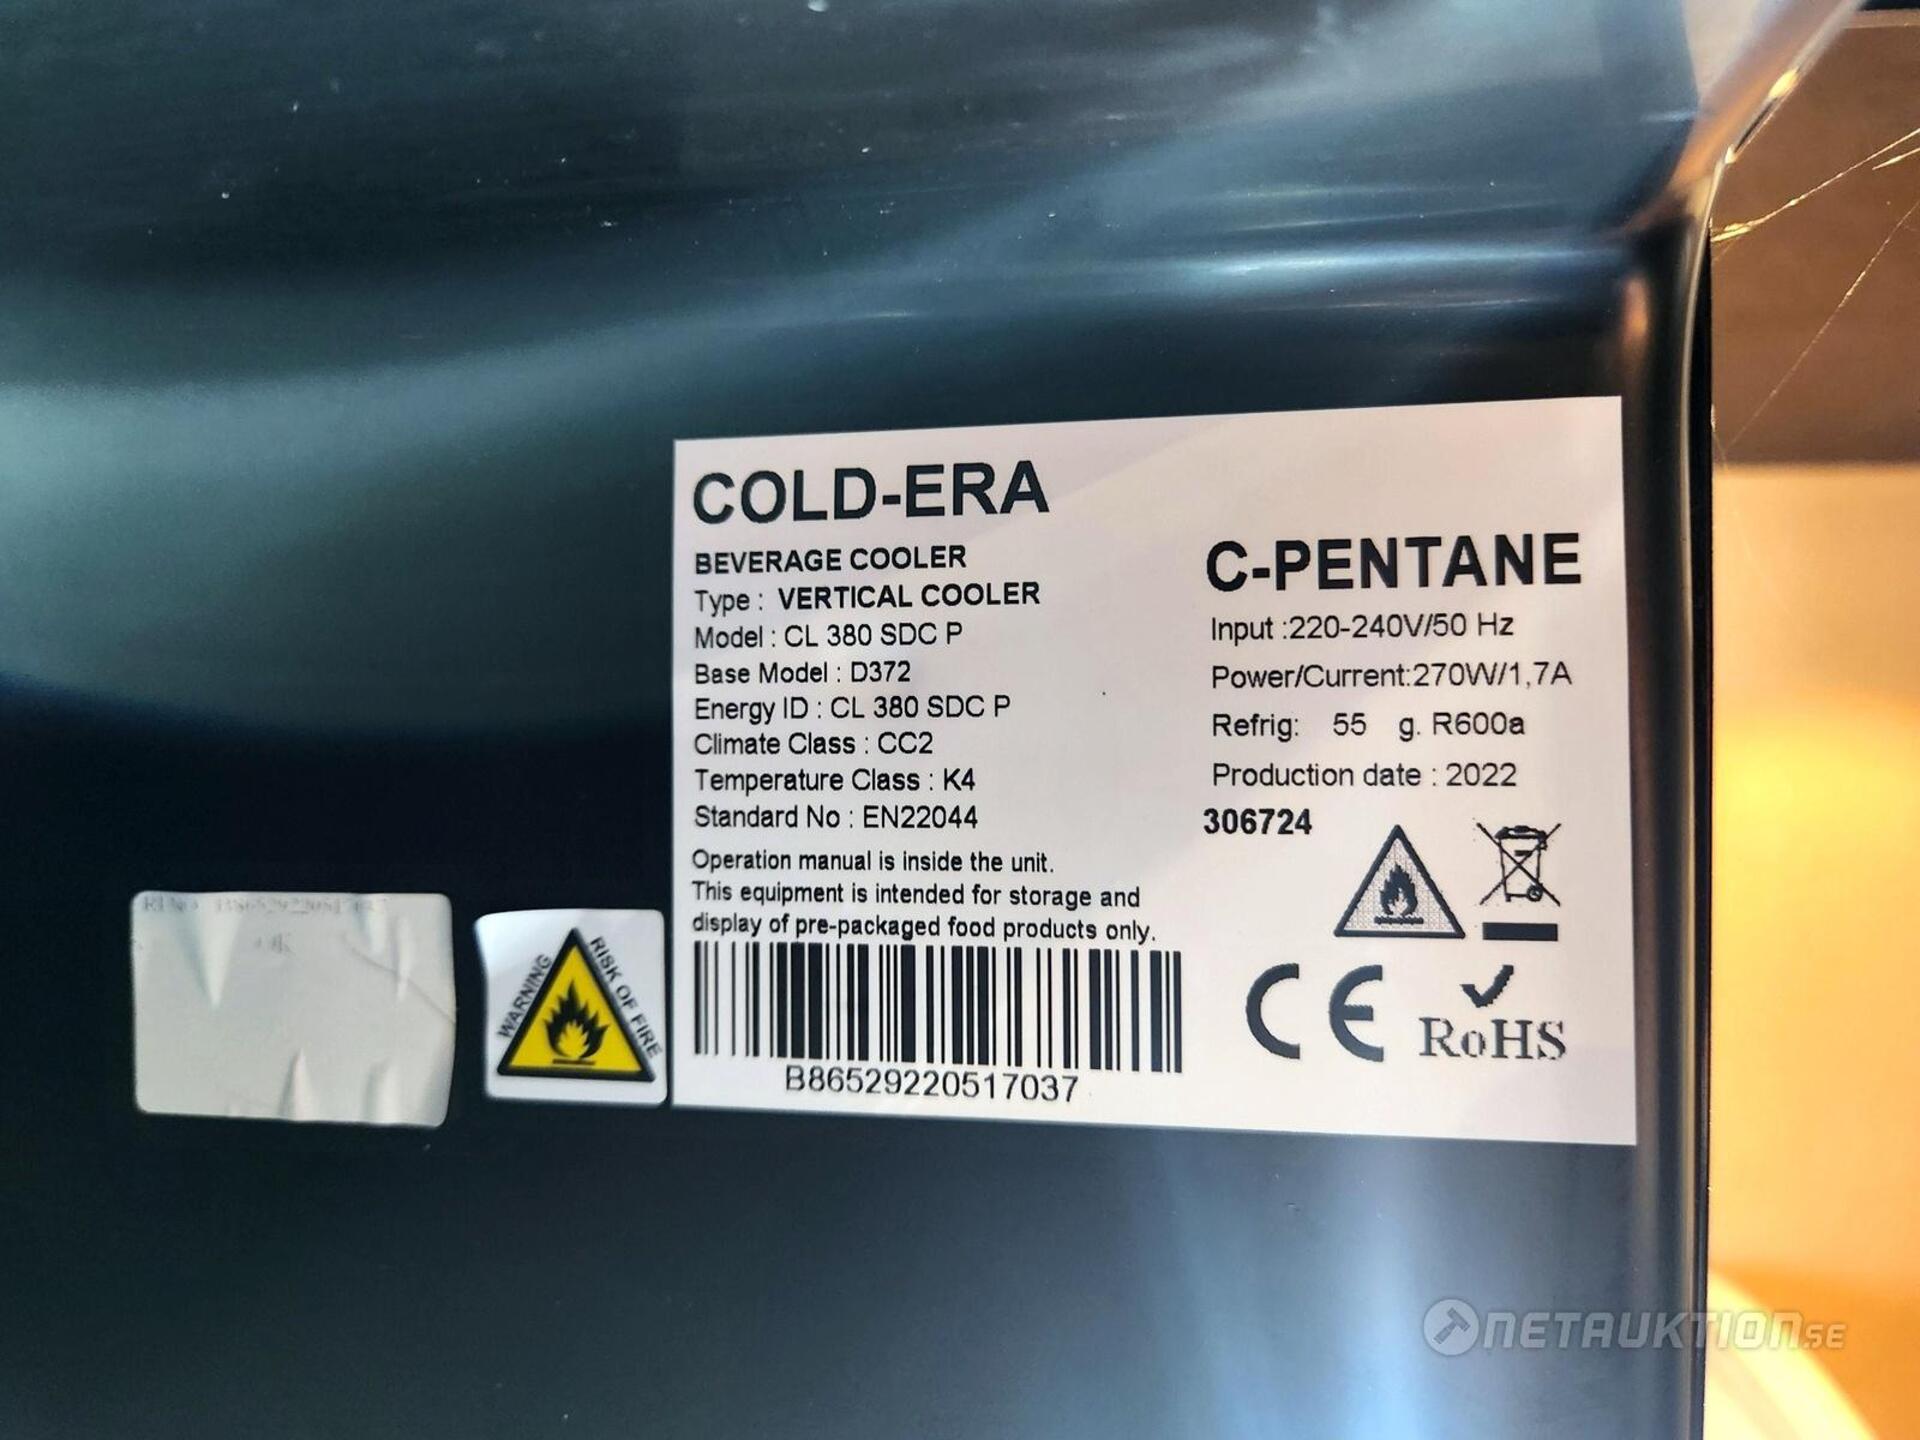 COLD-ERA
BEVERAGE COOLER
Type : VERTICAL COOLER
Model : CL 380 SDC P
Base Model : D372
Energy ID : CL 380 SDC P
Climate Class : CC2
Temperature Class : K4
Standard No : EN22044
Operation manual is inside the unit.
This equipment is intended for storage and
display of pre-packaged food products only.
B86529220517037
C-PENTANE
Input :220-240V/50 Hz
Power/Current:270W/1,7A
Refrig: 55 g. R600a
Production date : 2022
306724
CE
RoHS
WARNING
RISK OF FIRE
OK
NETAUKTION.SE